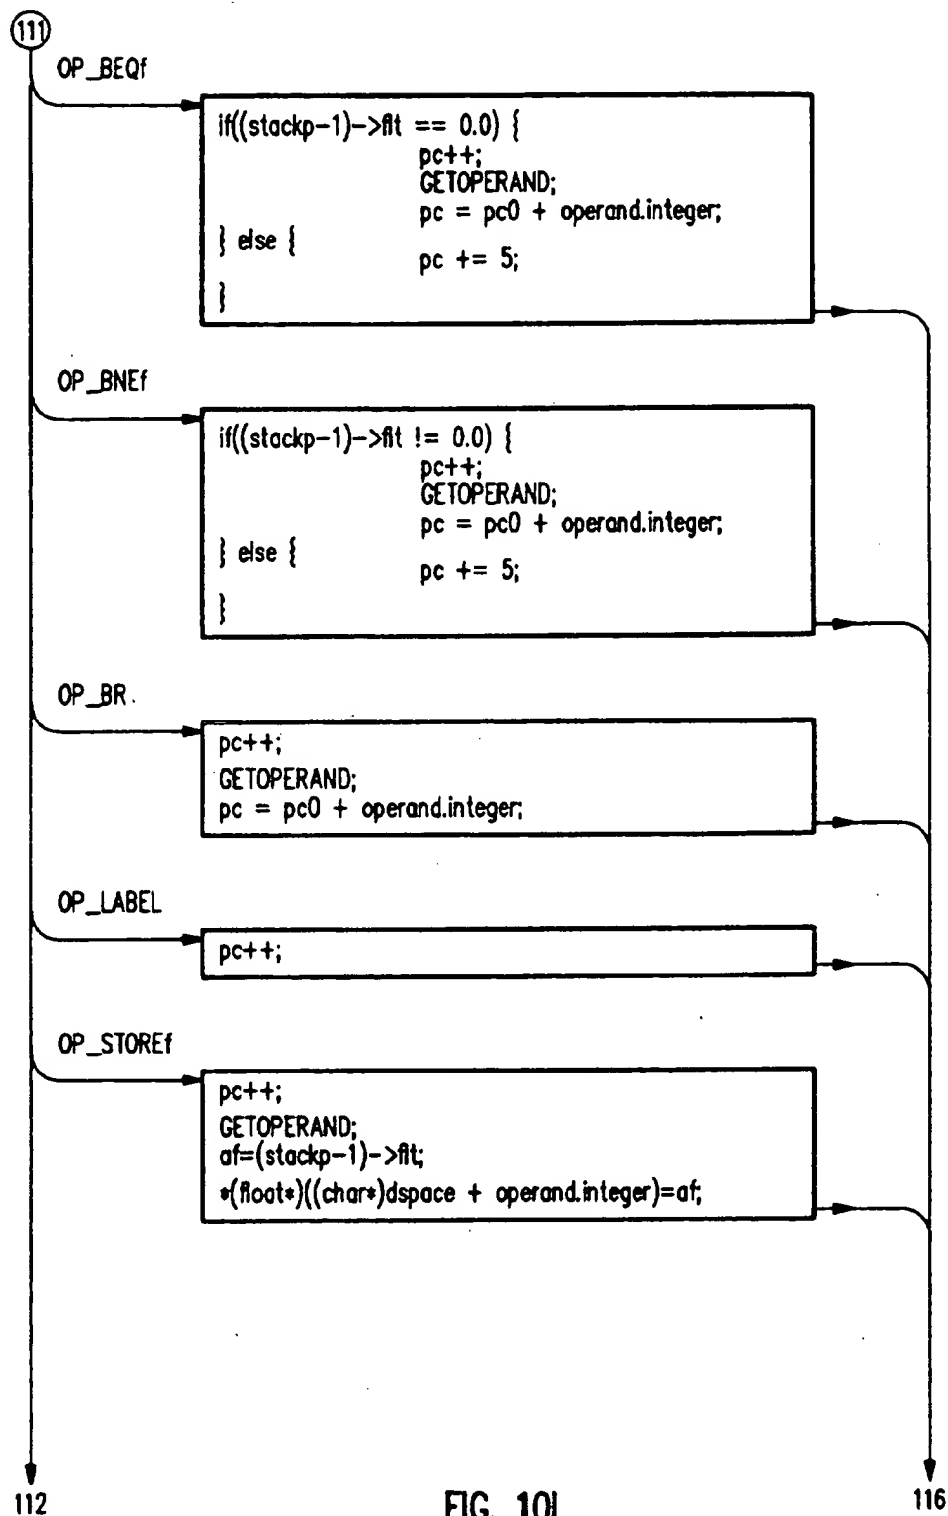 111
OP_BEQf
if((stackp-1)->flt == 0.0) {
pc++;
GETOPERAND;
pc = pc0 + operand.integer;
} else {
pc += 5;
}
OP_BNEf
if((stackp-1)->flt != 0.0) {
pc++;
GETOPERAND;
pc = pc0 + operand.integer;
} else {
pc += 5;
}
OP_BR
pc++;
GETOPERAND;
pc = pc0 + operand.integer;
OP_LABEL
pc++;
OP_STOREf
pc++;
GETOPERAND;
af=(stackp-1)->flt;
*(float*)((char*)dspace + operand.integer)=af;
112
116
FIG. 10I